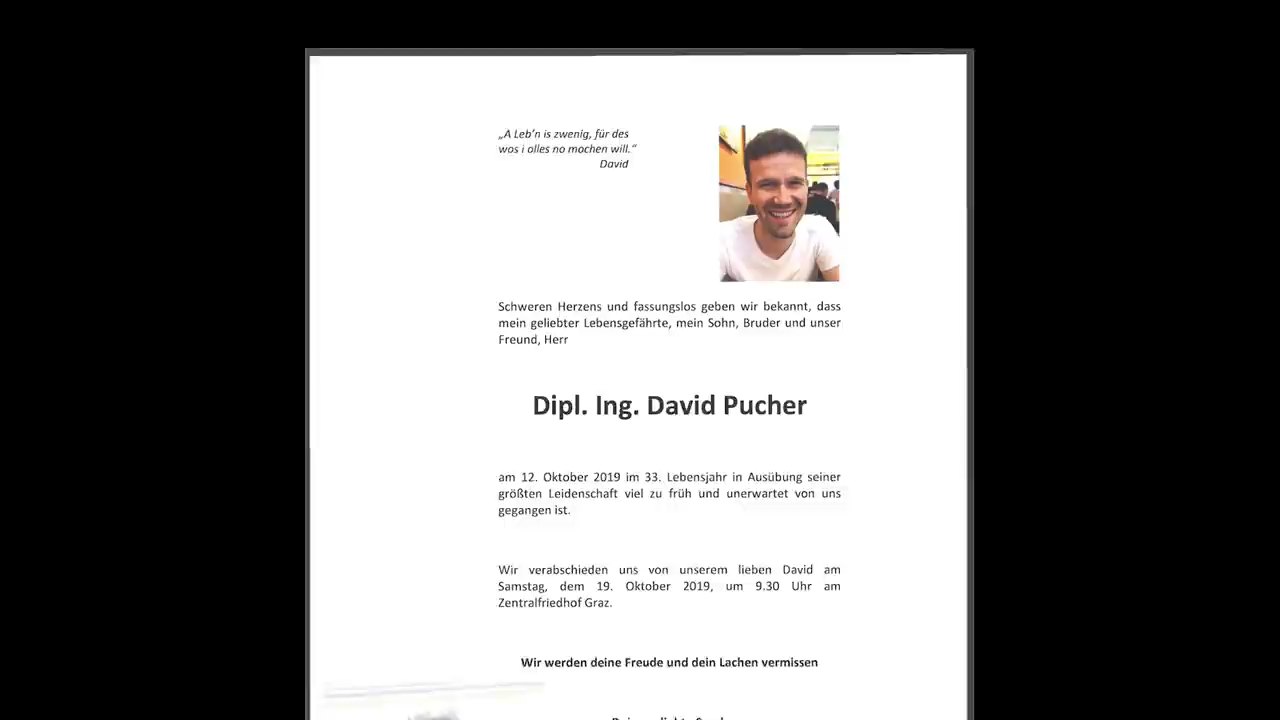 „A Leb'n is zwenig, für des
wos i olles no mochen will."
David
Schweren Herzens und fassungslos geben wir bekannt, dass
mein geliebter Lebensgefährte, mein Sohn, Bruder und unser
Freund, Herr
Dipl. Ing. David Pucher
am 12. Oktober 2019 im 33. Lebensjahr in Ausübung seiner
größten Leidenschaft viel zu früh und unerwartet von uns
gegangen ist.
Wir verabschieden uns von unserem lieben David am
Samstag, dem 19. Oktober 2019, um 9.30 Uhr am
Zentralfriedhof Graz.
Wir werden deine Freude und dein Lachen vermissen